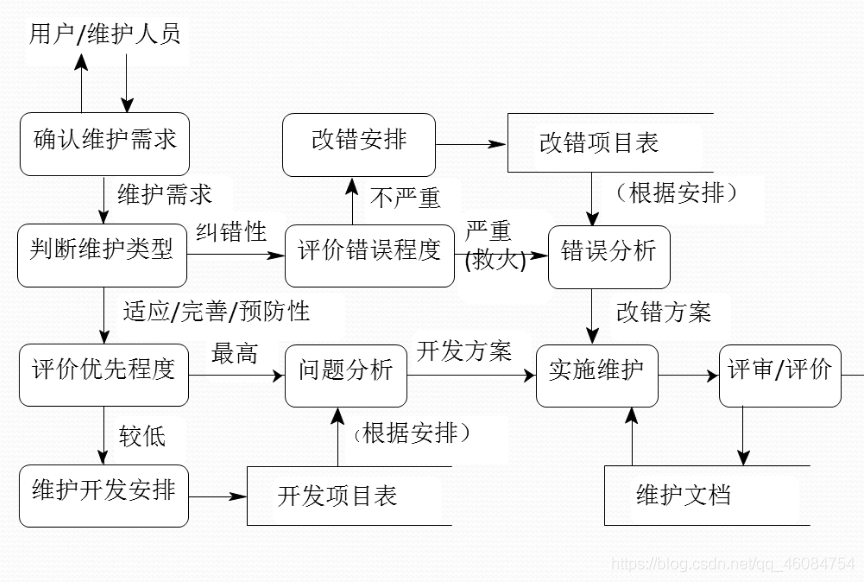 用户/维护人员
确认维护需求
改错安排
改错项目表
维护需求
不严重
（根据安排）
判断维护类型
纠错性
评价错误程度
严重
(救火)
错误分析
适应/完善/预防性
改错方案
评价优先程度
最高
问题分析
开发方案
实施维护
评审/评价
较低
（根据安排）
维护开发安排
开发项目表
维护文档
https://blog.csdn.net/qq_46084754